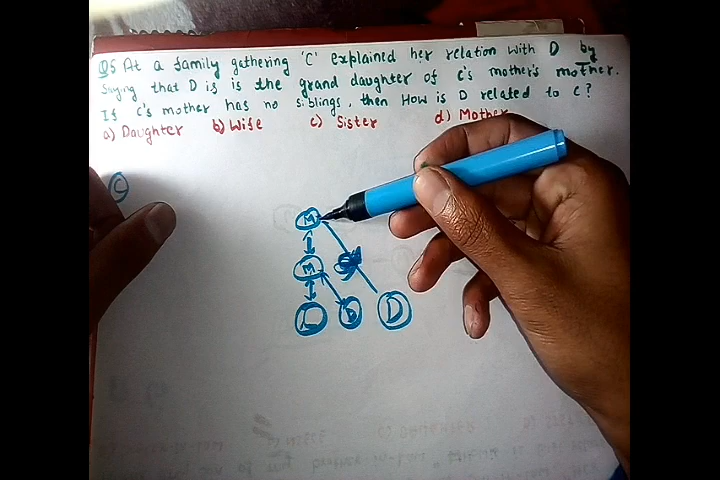 Q5 At a family gathering 'C' explained her relation with D by
Saying that D is is the grand daughter of C's mother's mother.
If C's mother has no siblings, then How is D related to C?
a) Daughter b) Wife c) Sister d) Mother
C
M
M
C D D